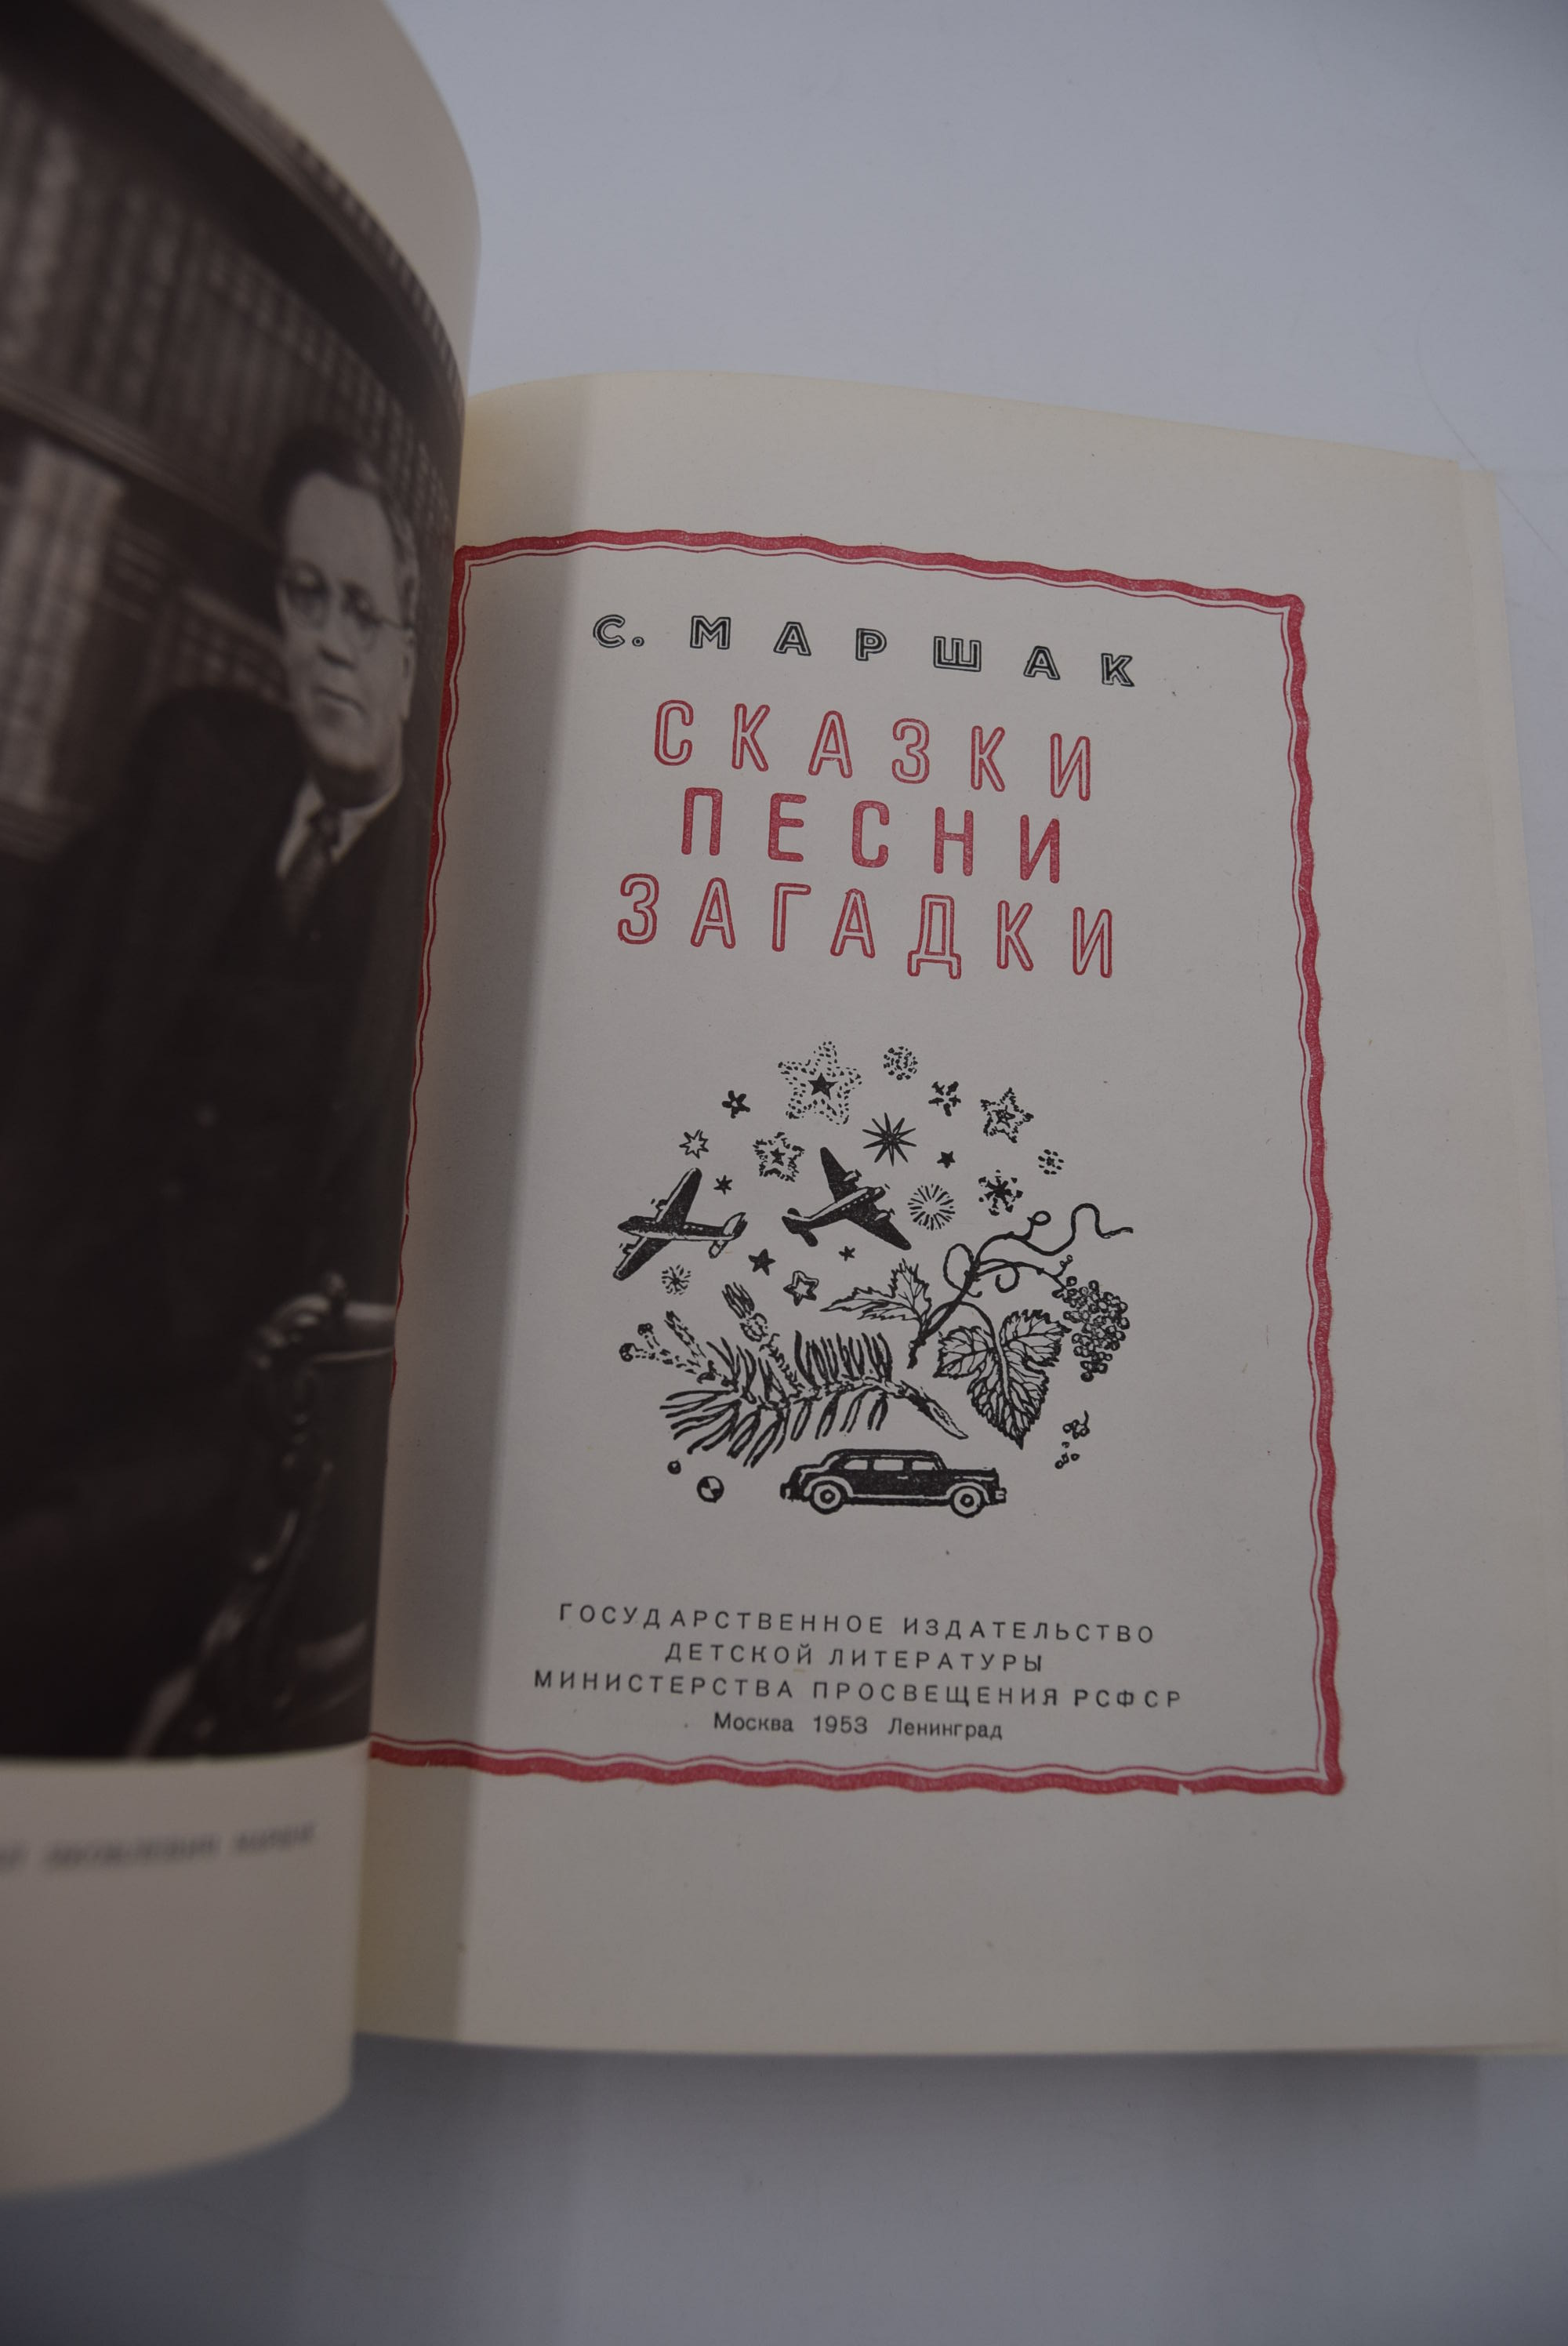 С. МАРШАК
СКАЗКИ
ПЕСНИ
ЗАГАДКИ
ГОСУДАРСТВЕННОЕ ИЗДАТЕЛЬСТВО
ДЕТСКОЙ ЛИТЕРАТУРЫ
МИНИСТЕРСТВА ПРОСВЕЩЕНИЯ РСФСР
Москва 1953 Ленинград